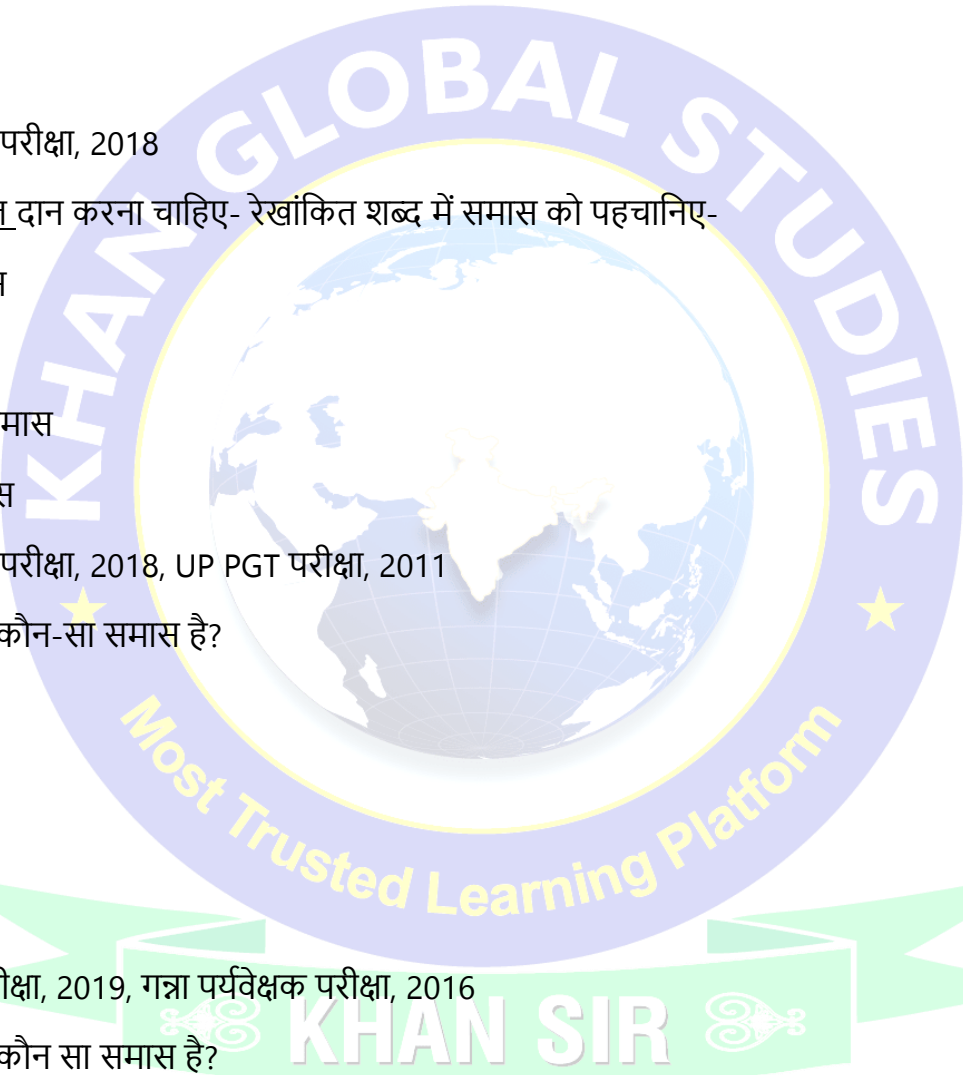 KHAN GLOBAL STUDIES
परीक्षा, 2018
दान करना चाहिए- रेखांकित शब्द में समास को पहचानिए-
मास
स
परीक्षा, 2018, UP PGT परीक्षा, 2011
कौन-सा समास है?
Most Trusted Learning Platform
रीक्षा, 2019, गन्ना पर्यवेक्षक परीक्षा, 2016
KHAN SIR
कौन सा समास है?